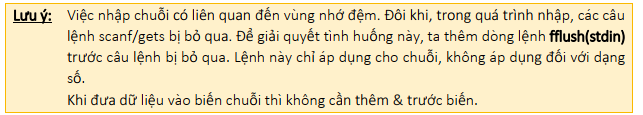 Lưu ý: Việc nhập chuỗi có liên quan đến vùng nhớ đệm. Đôi khi, trong quá trình nhập, các câu
lệnh scanf/gets bị bỏ qua. Để giải quyết tình huống này, ta thêm dòng lệnh fflush(stdin)
trước câu lệnh bị bỏ qua. Lệnh này chỉ áp dụng cho chuỗi, không áp dụng đối với dạng
số.
Khi đưa dữ liệu vào biến chuỗi thì không cần thêm & trước biến.